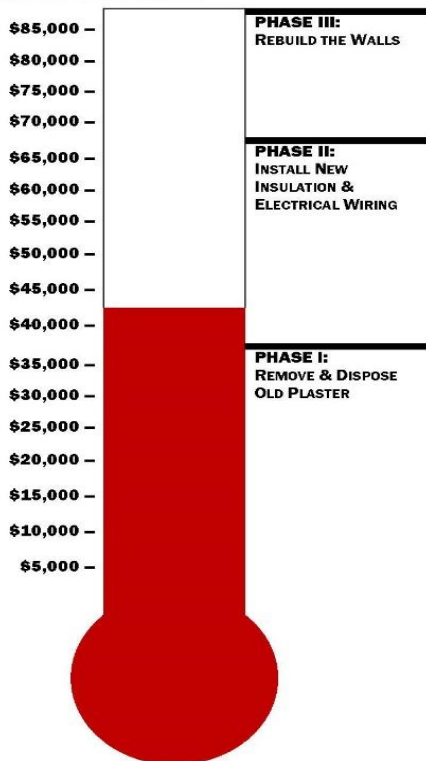 $85,000 –
PHASE III:
REBUILD THE WALLS
$80,000 –
$75,000 –
$70,000 –
PHASE II:
INSTALL NEW
INSULATION &
ELECTRICAL WIRING
$65,000 –
$60,000 –
$55,000 –
$50,000 –
$45,000 –
$40,000 –
PHASE I:
REMOVE & DISPOSE
OLD PLASTER
$35,000 –
$30,000 –
$25,000 –
$20,000 –
$15,000 –
$10,000 –
$5,000 –